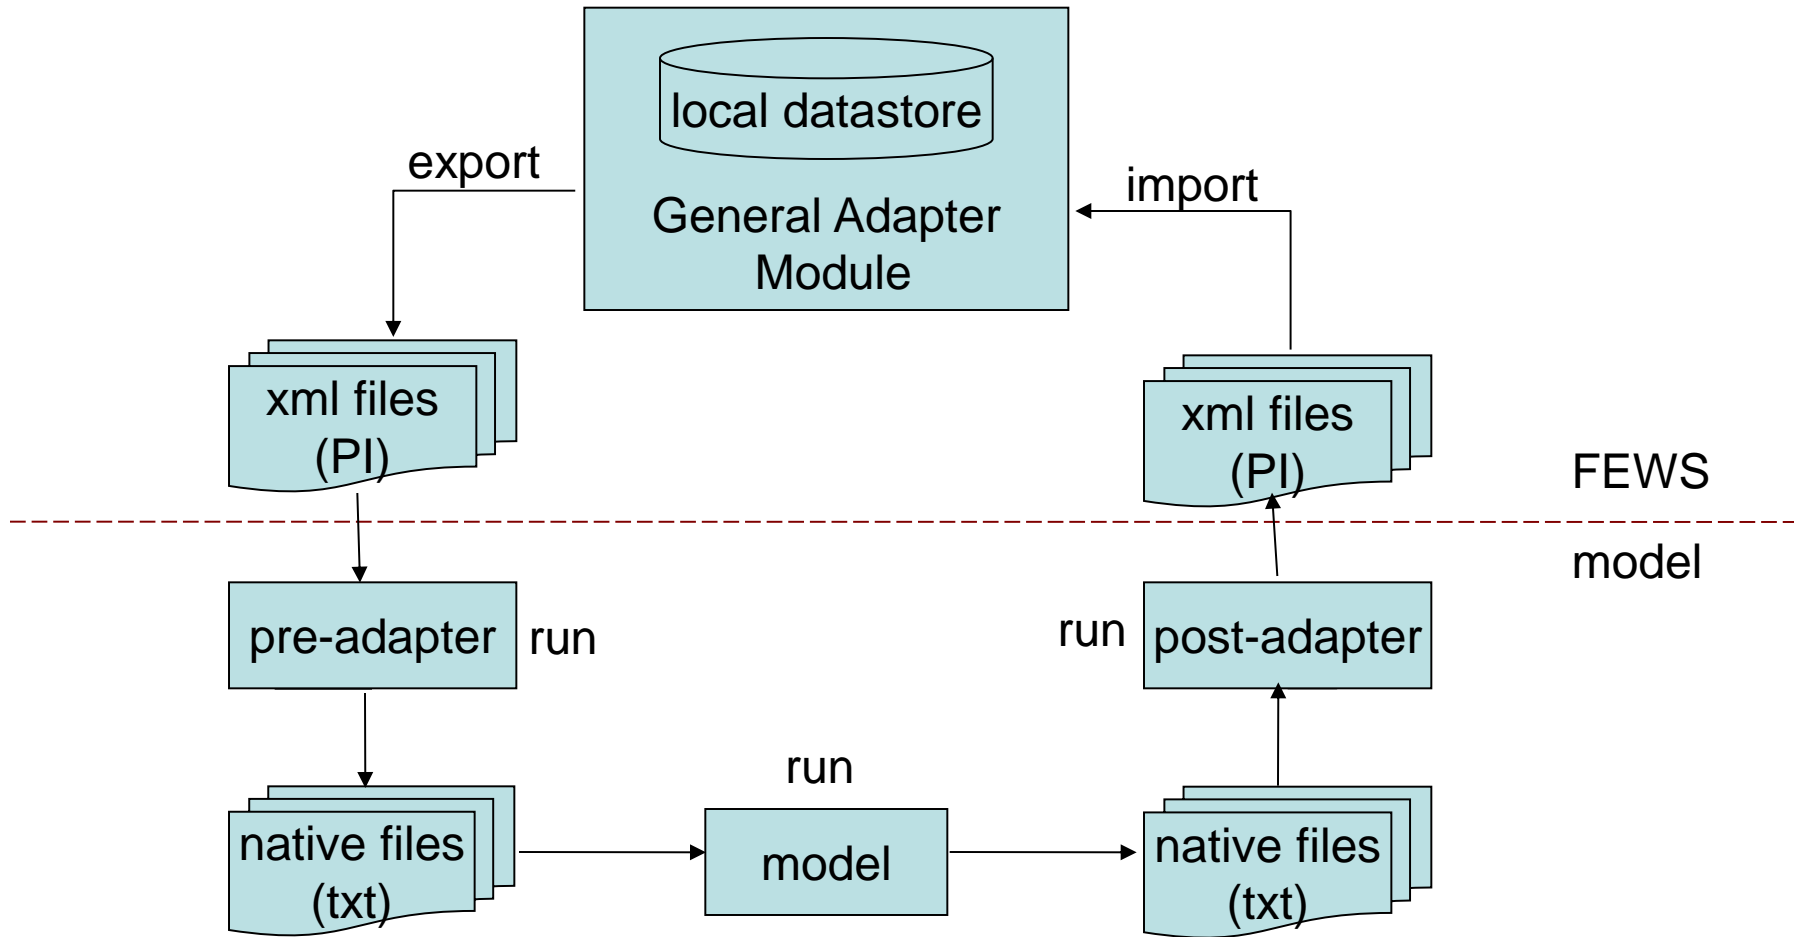 local datastore
export
import
General Adapter
Module
xml files
(PI)
xml files
(PI)
FEWS
model
pre-adapter
run
run
post-adapter
run
native files
(txt)
model
native files
(txt)